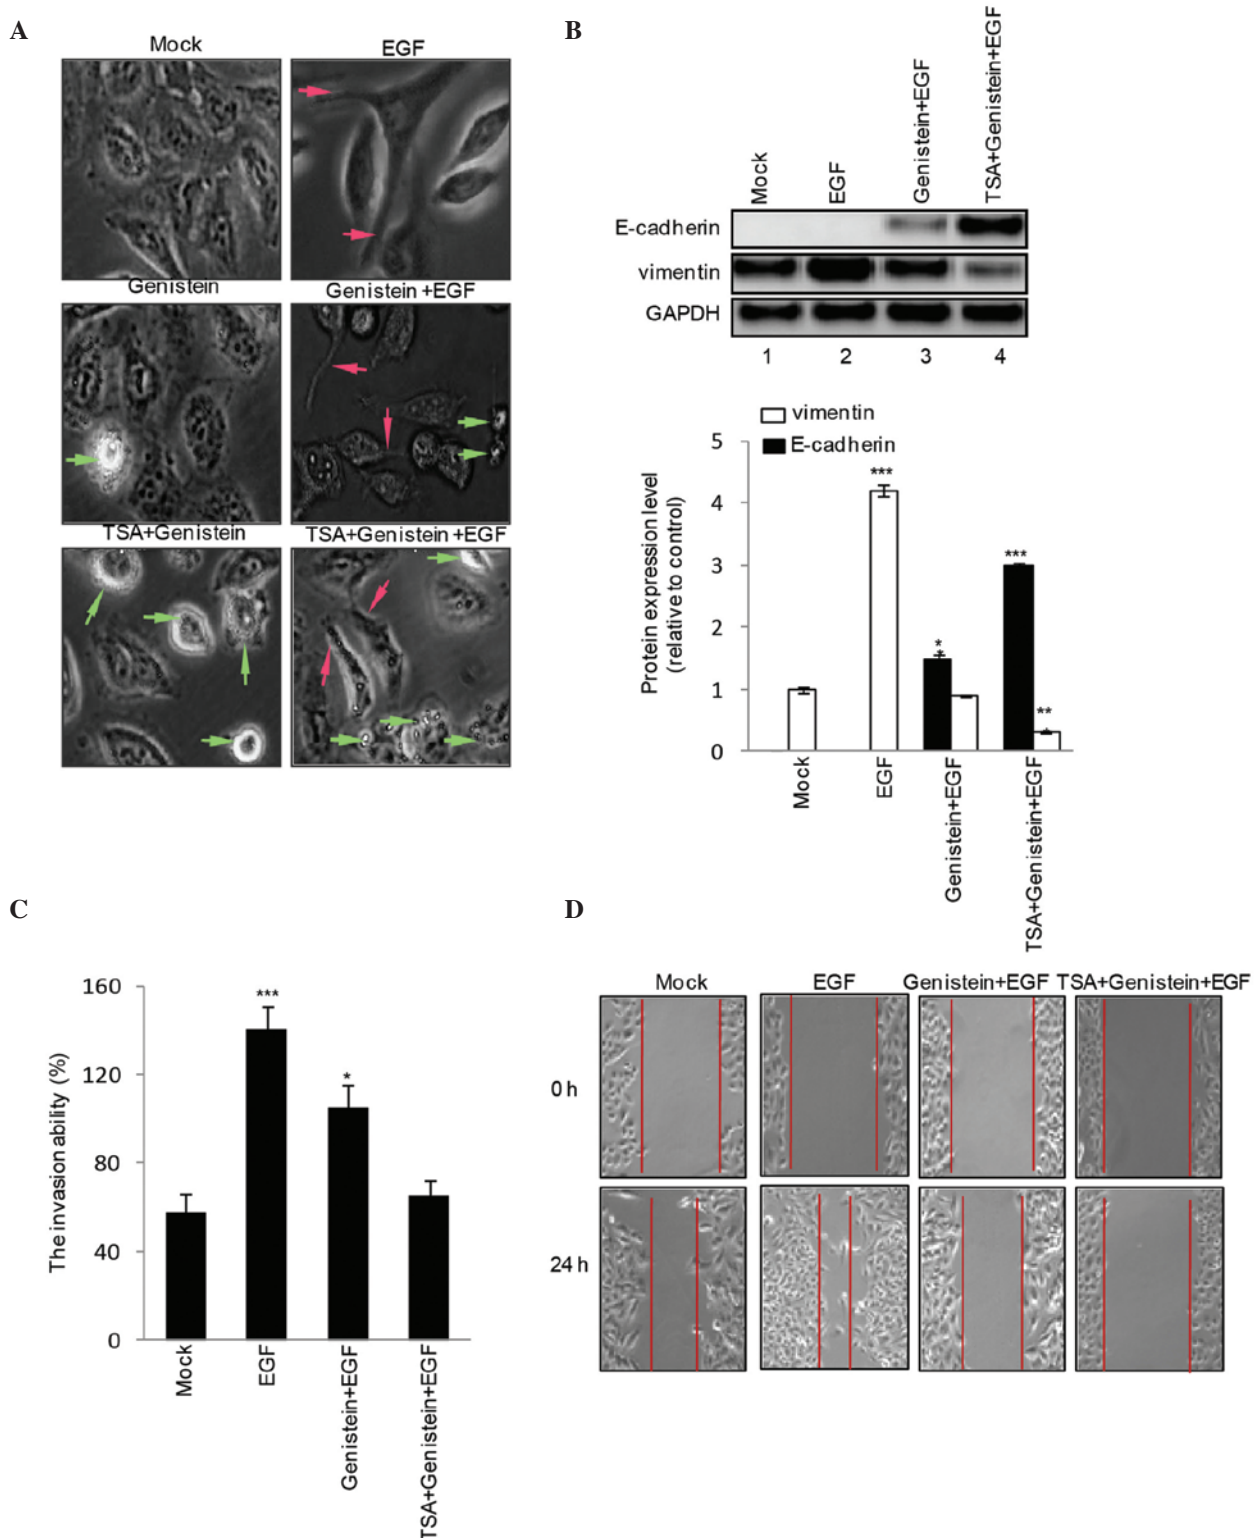 A
Mock
EGF
Genistein
Genistein +EGF
TSA+Genistein
TSA+Genistein +EGF
B
Mock
EGF
Genistein+EGF
TSA+Genistein+EGF
E-cadherin
vimentin
GAPDH
1 2 3 4
vimentin
E-cadherin
Protein expression level
(relative to control)
5
4
3
2
1
0
***
*
*
***
**
Mock
EGF
Genistein+EGF
TSA+Genistein+EGF
C
The invasion ability (%)
160
120
80
40
0
***
*
Mock
EGF
Genistein+EGF
TSA+Genistein+EGF
D
Mock
EGF
Genistein+EGF
TSA+Genistein+EGF
0 h
24 h